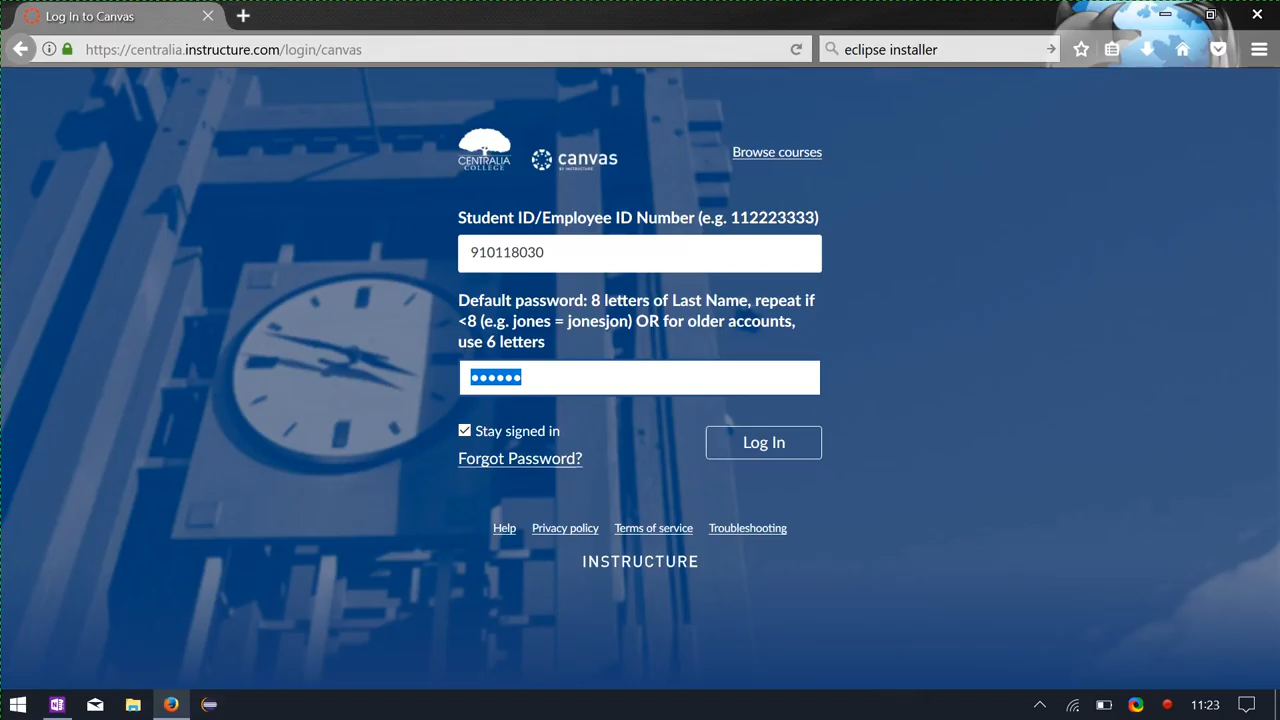 Log In to Canvas
https://centralia.instructure.com/login/canvas
eclipse installer
CENTRALIA
COLLEGE
canvas
BY INSTRUCTURE
Browse courses
Student ID/Employee ID Number (e.g. 112223333)
910118030
Default password: 8 letters of Last Name, repeat if
<8 (e.g. jones = jonesjon) OR for older accounts,
use 6 letters
••••••
Stay signed in
Log In
Forgot Password?
Help Privacy policy Terms of service Troubleshooting
INSTRUCTURE
11:23